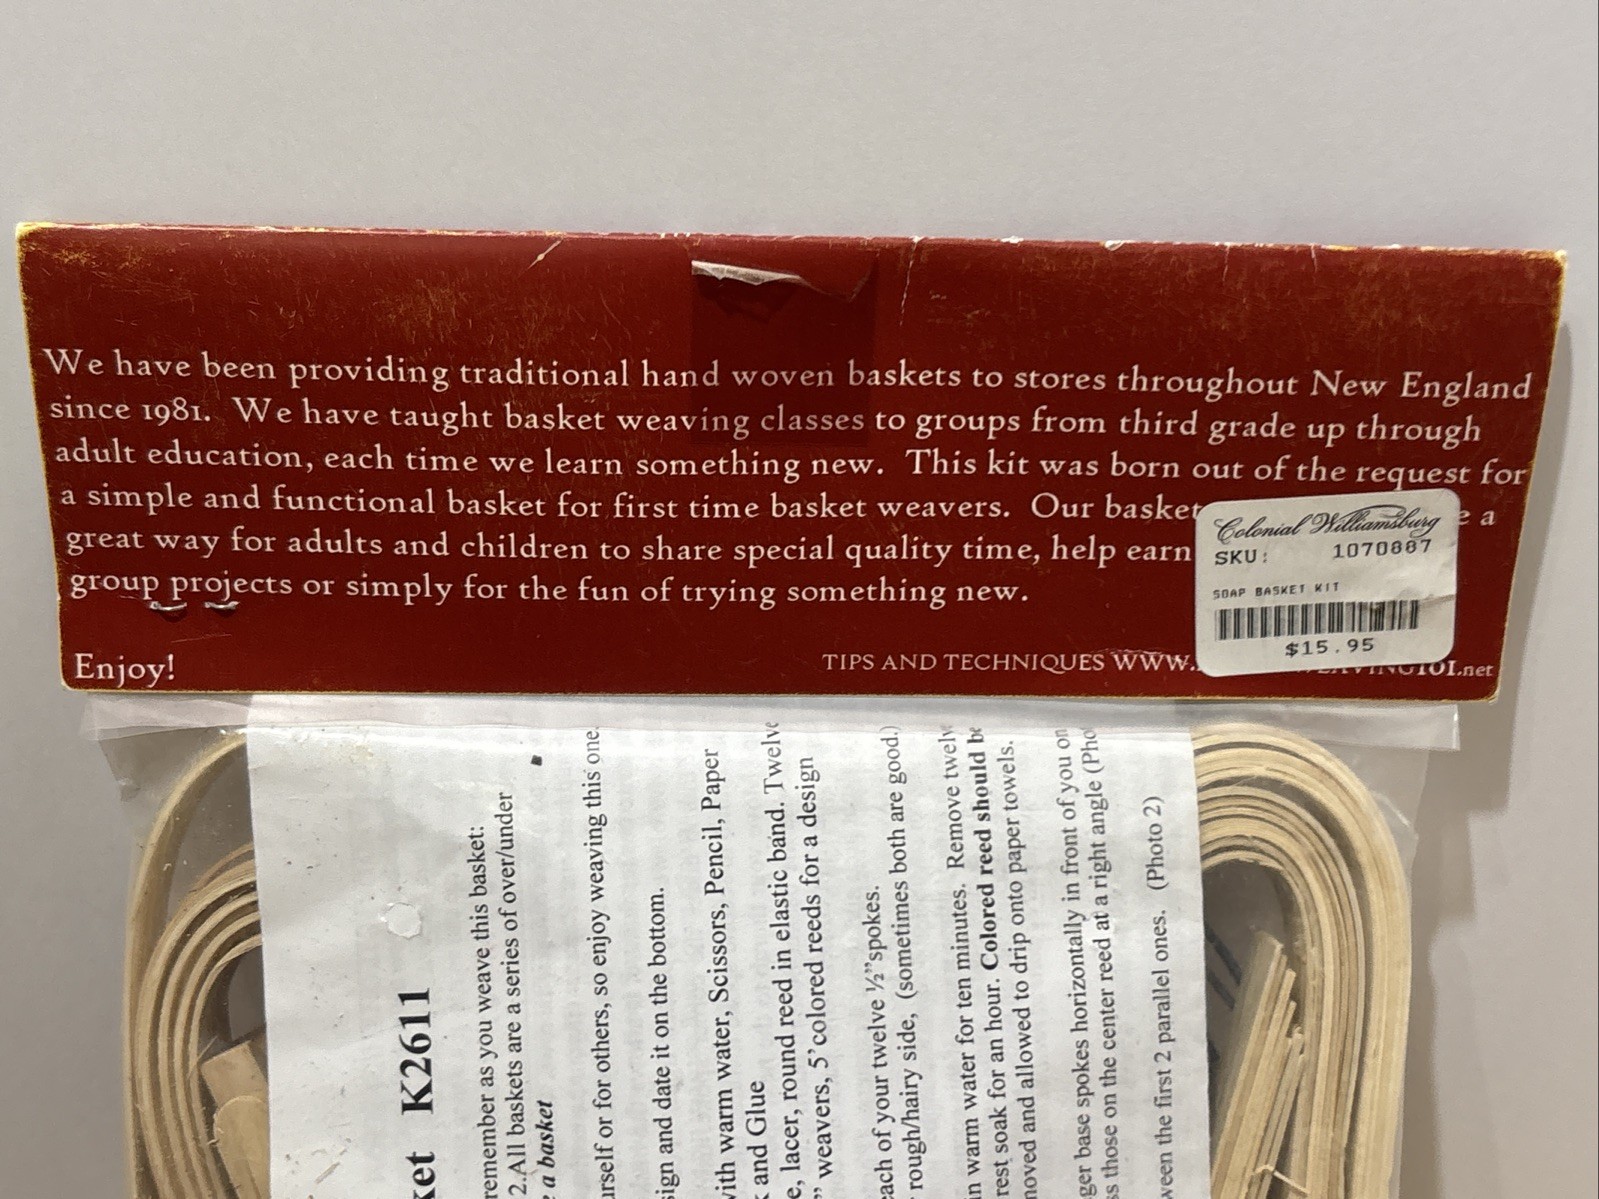 We have been providing traditional hand woven baskets to stores throughout New England
since 1981. We have taught basket weaving classes to groups from third grade up through
adult education, each time we learn something new. This kit was born out of the request for
a simple and functional basket for first time basket weavers. Our basket e a
great way for adults and children to share special quality time, help earn
group projects or simply for the fun of trying something new.
Enjoy!
TIPS AND TECHNIQUES WWW. 101.net
Colonial Williamsburg
SKU: 1070887
SOAP BASKET KIT
$15.95
ket K2611
remember as you weave this basket:
2.All baskets are a series of over/under
a basket
urself or for others, so enjoy weaving this one.
sign and date it on the bottom.
with warm water, Scissors, Pencil, Paper
k and Glue
e, lacer, round reed in elastic band. Twelve
” weavers, 5’colored reeds for a design
each of your twelve ½”spokes.
rough/hairy side, (sometimes both are good.)
in warm water for ten minutes. Remove twelv
rest soak for an hour. Colored reed should be
moved and allowed to drip onto paper towels.
ger base spokes horizontally in front of you on
ss those on the center reed at a right angle (Pho
ween the first 2 parallel ones. (Photo 2)